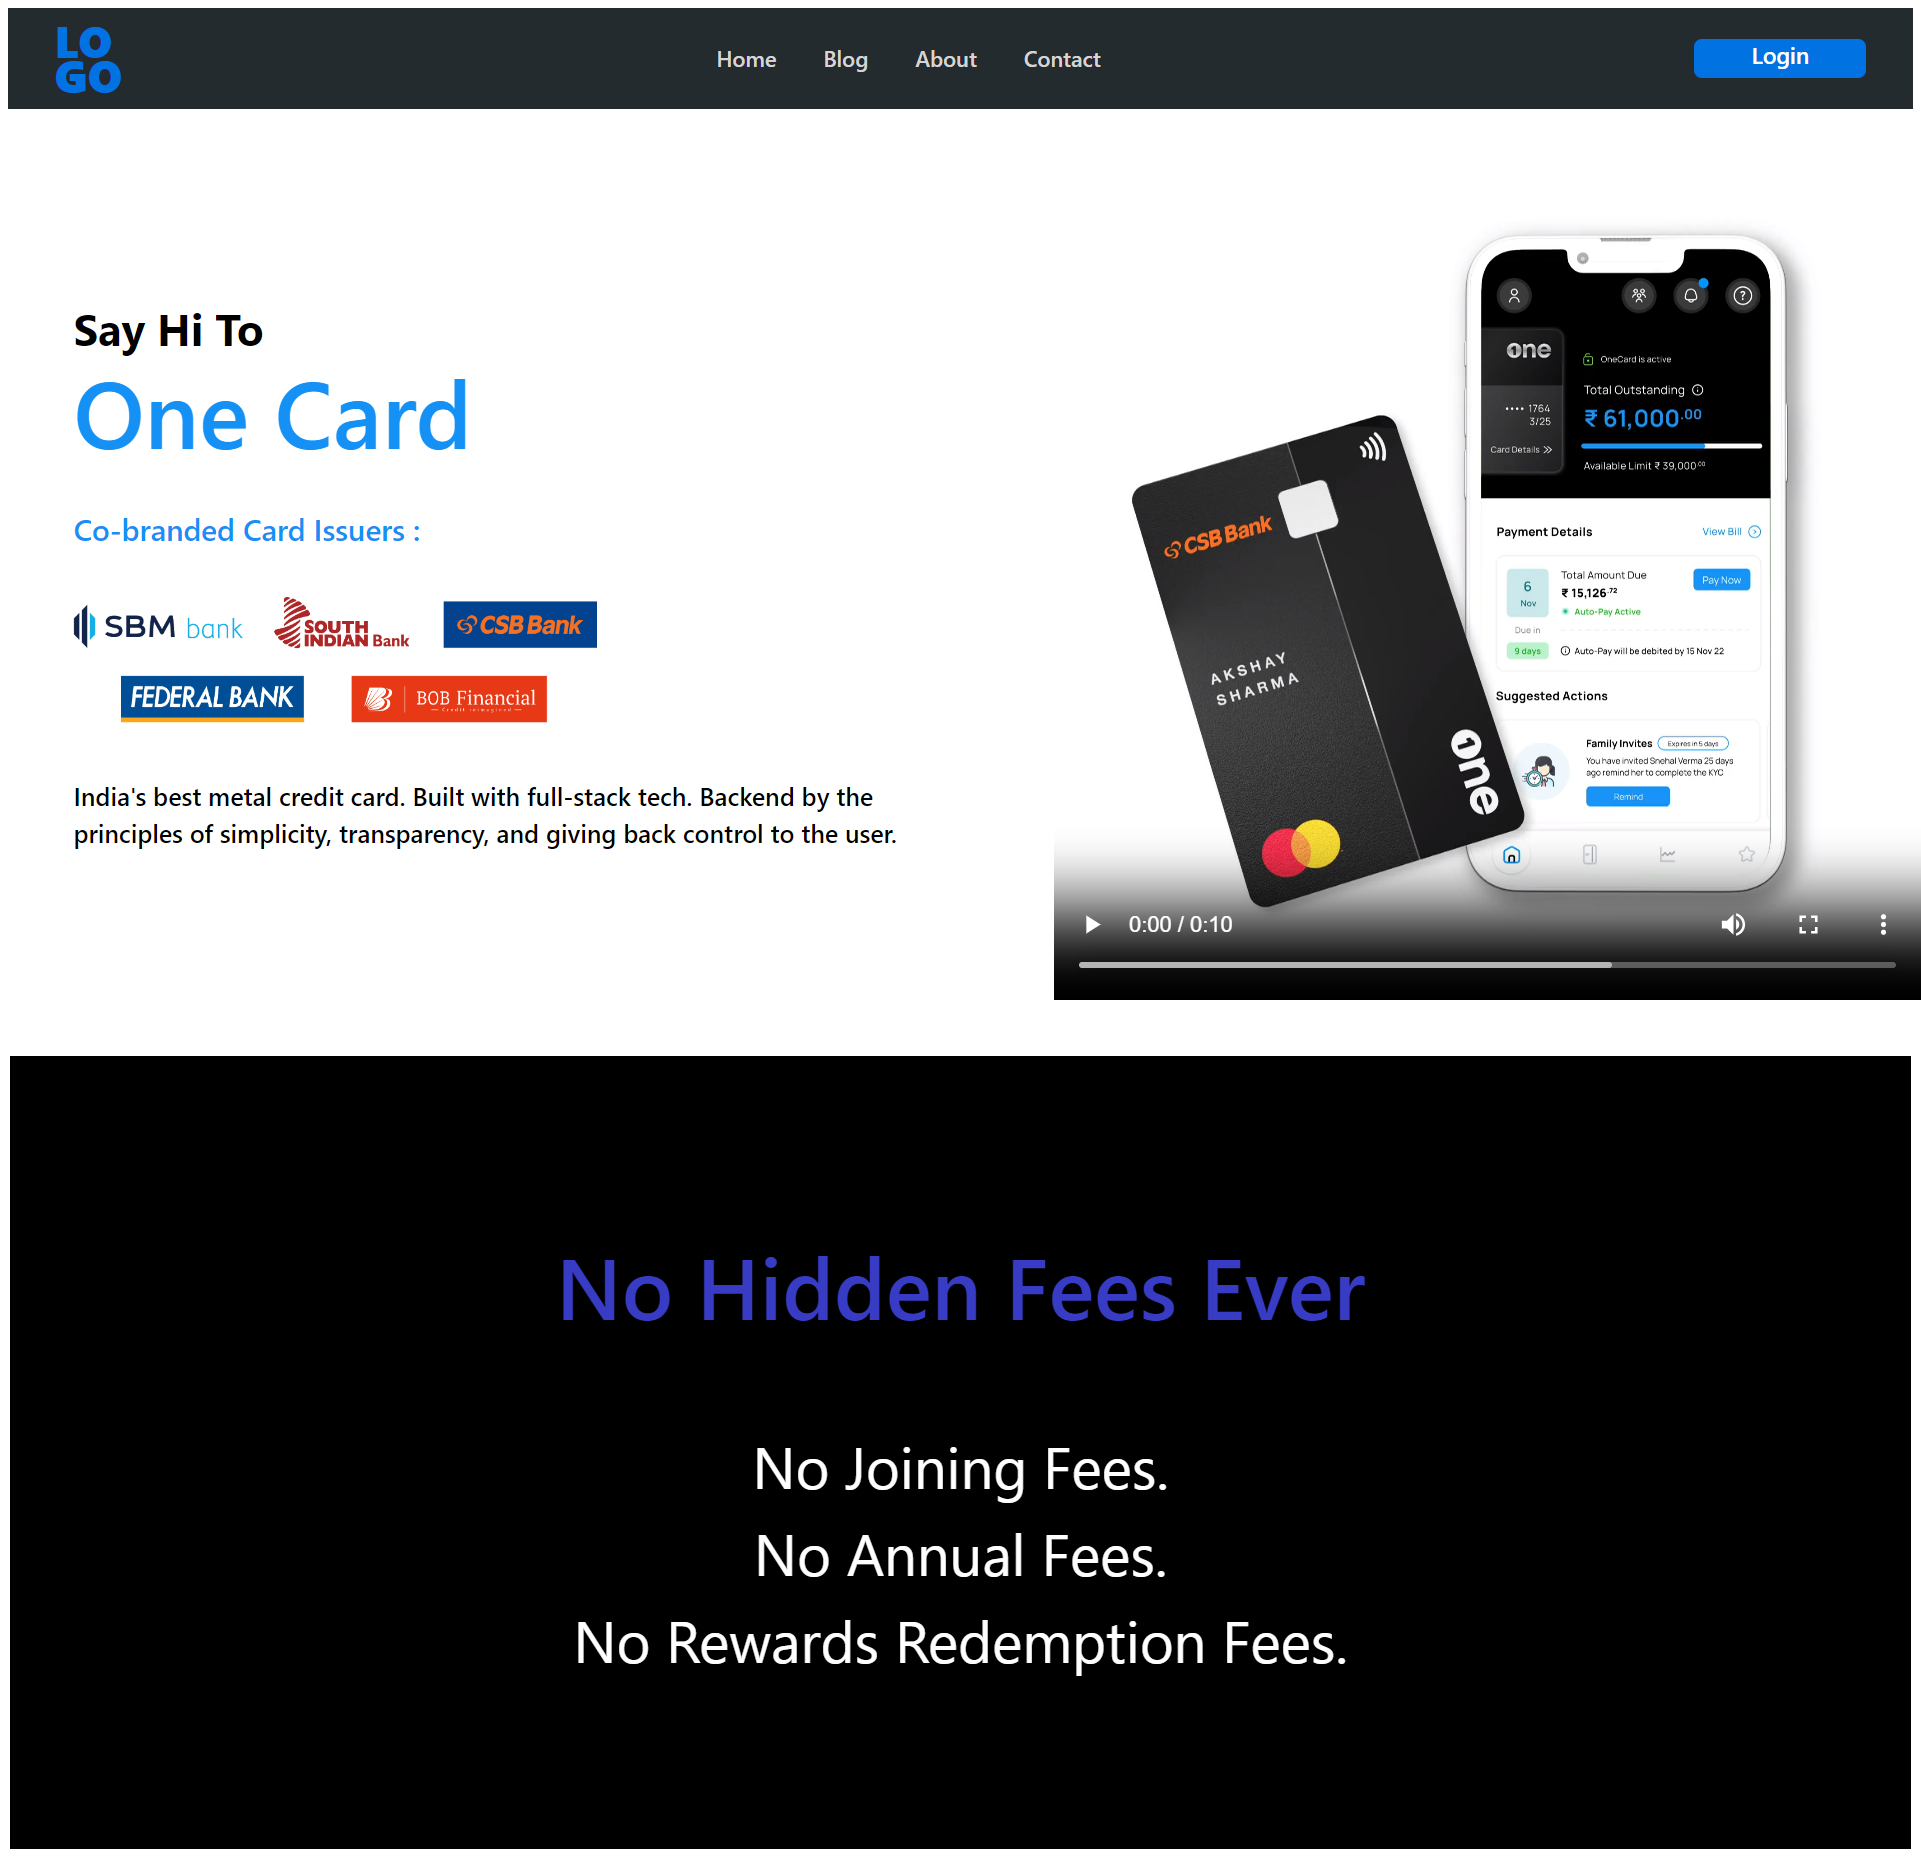 LO
GO
Home
Blog
About
Contact
Login
Say Hi To
One Card
Co-branded Card Issuers :
SBM bank
SOUTH
INDIAN Bank
CSB Bank
FEDERAL BANK
BOB Financial
Credit reimagined
India's best metal credit card. Built with full-stack tech. Backend by the
principles of simplicity, transparency, and giving back control to the user.
CSB Bank
AKSHAY
SHARMA
one
one
•••• 1764
3/25
Card Details
OneCard is active
Total Outstanding
₹ 61,000.00
Available Limit ₹ 39,000.00
Payment Details
View Bill
6
Nov
Due in
9 days
Total Amount Due
₹ 15,126.72
Auto-Pay Active
Pay Now
Auto-Pay will be debited by 15 Nov 22
Suggested Actions
Family Invites
Expires in 5 days
You have invited Snehal Verma 25 days
ago remind her to complete the KYC
Remind
0:00 / 0:10
No Hidden Fees Ever
No Joining Fees.
No Annual Fees.
No Rewards Redemption Fees.